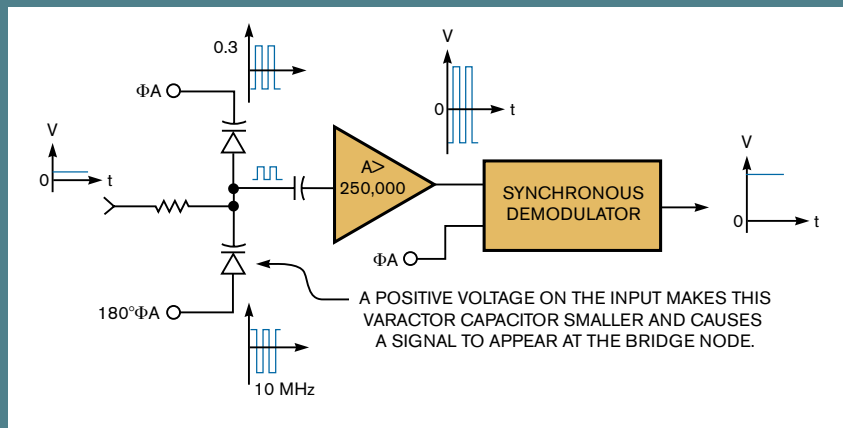 0.3
ΦA
V
0
t
V
0
t
A>
250,000
SYNCHRONOUS
DEMODULATOR
V
0
t
ΦA
180°ΦA
10 MHz
A POSITIVE VOLTAGE ON THE INPUT MAKES THIS
VARACTOR CAPACITOR SMALLER AND CAUSES
A SIGNAL TO APPEAR AT THE BRIDGE NODE.